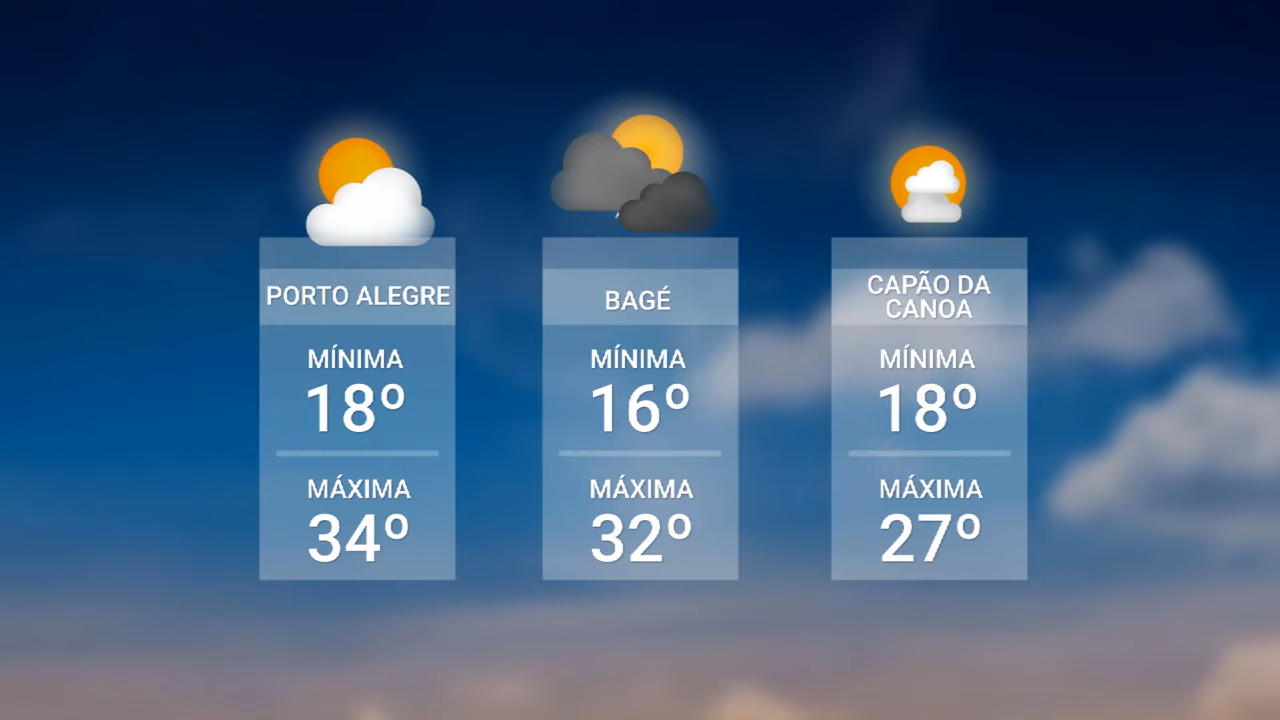 PORTO ALEGRE
MÍNIMA
18º
MÁXIMA
34º
BAGÉ
MÍNIMA
16º
MÁXIMA
32º
CAPÃO DA
CANOA
MÍNIMA
18º
MÁXIMA
27º